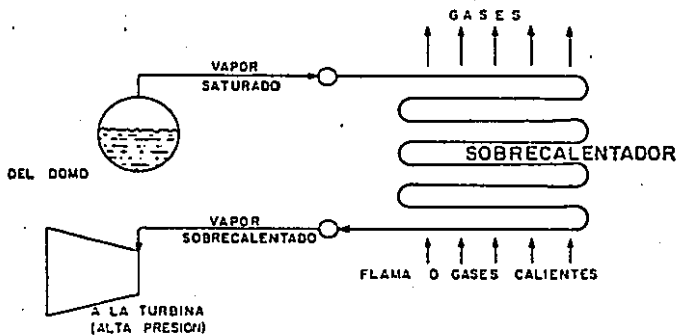 GASES
VAPOR
SATURADO
SOBRECALENTADOR
DEL DOMO
VAPOR
SOBRECALENTADO
FLAMA O GASES CALIENTES
A LA TURBINA
(ALTA PRESION)